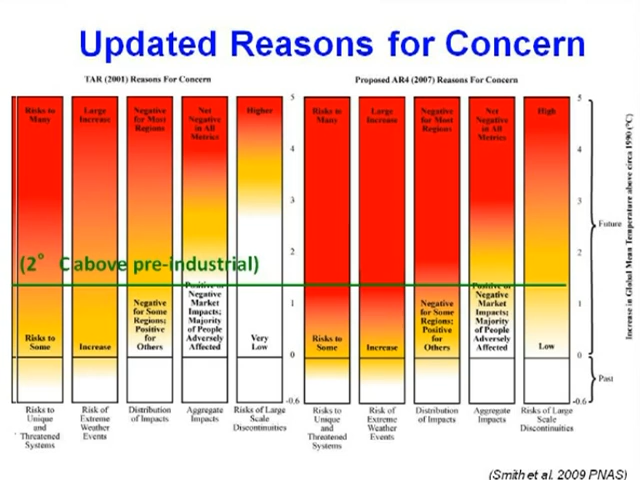 Updated Reasons for Concern
TAR (2001) Reasons For Concern
Proposed AR4 (2007) Reasons For Concern
Risks to
Many
Large
Increase
Negative
for Most
Regions
Net
Negative
in All
Metrics
Higher
5
4
3
2
1
0
-0.6
Risks to
Many
Large
Increase
Negative
for Most
Regions
Net
Negative
in All
Metrics
High
5
4
3
2
1
0
-0.6
Future
Past
Increase in Global Mean Temperature above circa 1990 (°C)
(2° C above pre-industrial)
Risks to
Some
Increase
Negative
for Some
Regions;
Positive
for
Others
Positive or
Negative
Market
Impacts;
Majority
of People
Adversely
Affected
Very
Low
Risks to
Some
Increase
Negative
for Some
Regions;
Positive
for
Others
Positive or
Negative
Market
Impacts;
Majority
of People
Adversely
Affected
Low
Risks to
Unique
and
Threatened
Systems
Risk of
Extreme
Weather
Events
Distribution
of Impacts
Aggregate
Impacts
Risks of Large
Scale
Discontinuities
Risks to
Unique
and
Threatened
Systems
Risk of
Extreme
Weather
Events
Distribution
of Impacts
Aggregate
Impacts
Risks of Large
Scale
Discontinuities
(Smith et al. 2009 PNAS)